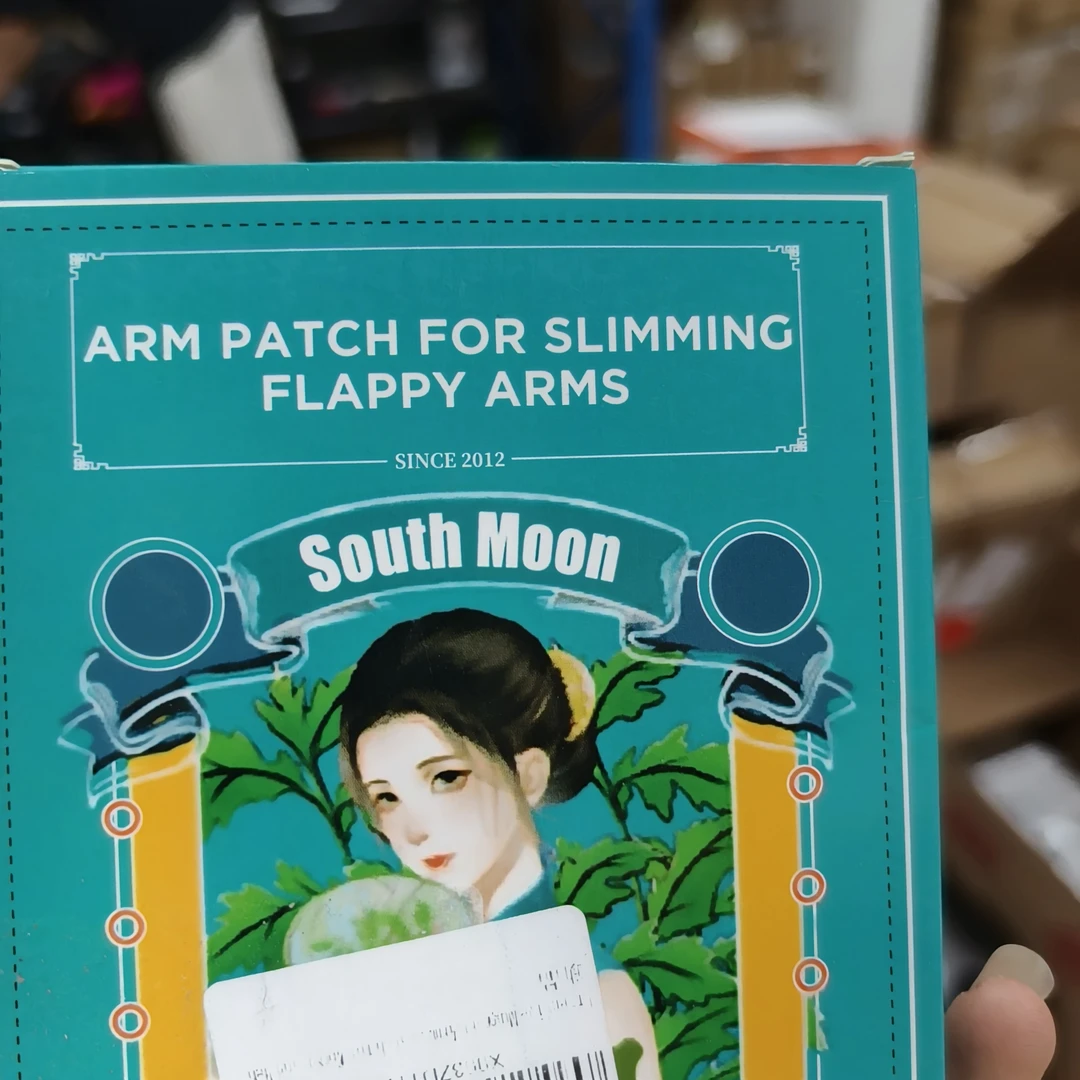 ARM PATCH FOR SLIMMING
FLAPPY ARMS
SINCE 2012
South Moon